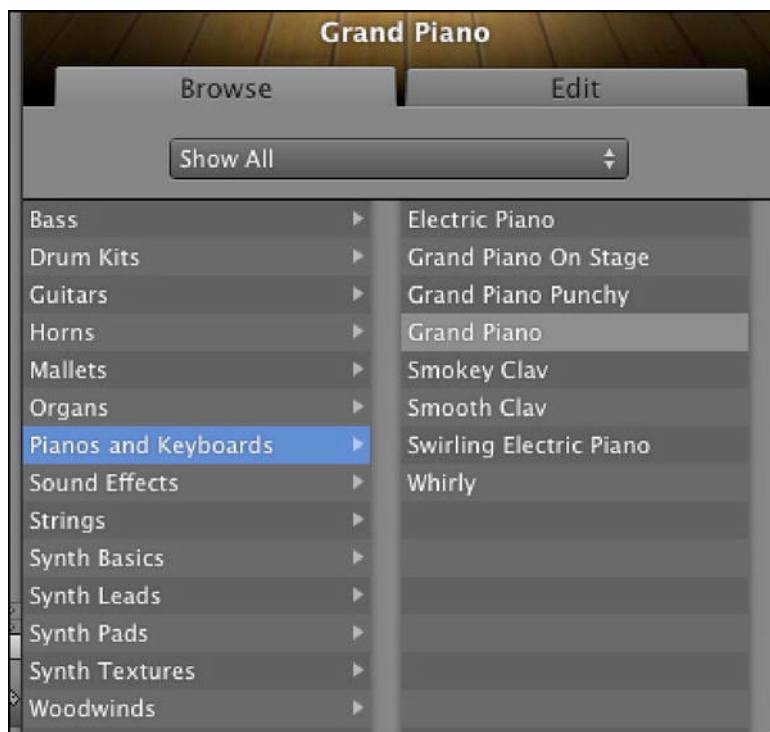 Grand Piano
Browse
Edit
Show All
Bass
Drum Kits
Guitars
Horns
Mallets
Organs
Pianos and Keyboards
Sound Effects
Strings
Synth Basics
Synth Leads
Synth Pads
Synth Textures
Woodwinds
Electric Piano
Grand Piano On Stage
Grand Piano Punchy
Grand Piano
Smokey Clav
Smooth Clav
Swirling Electric Piano
Whirly